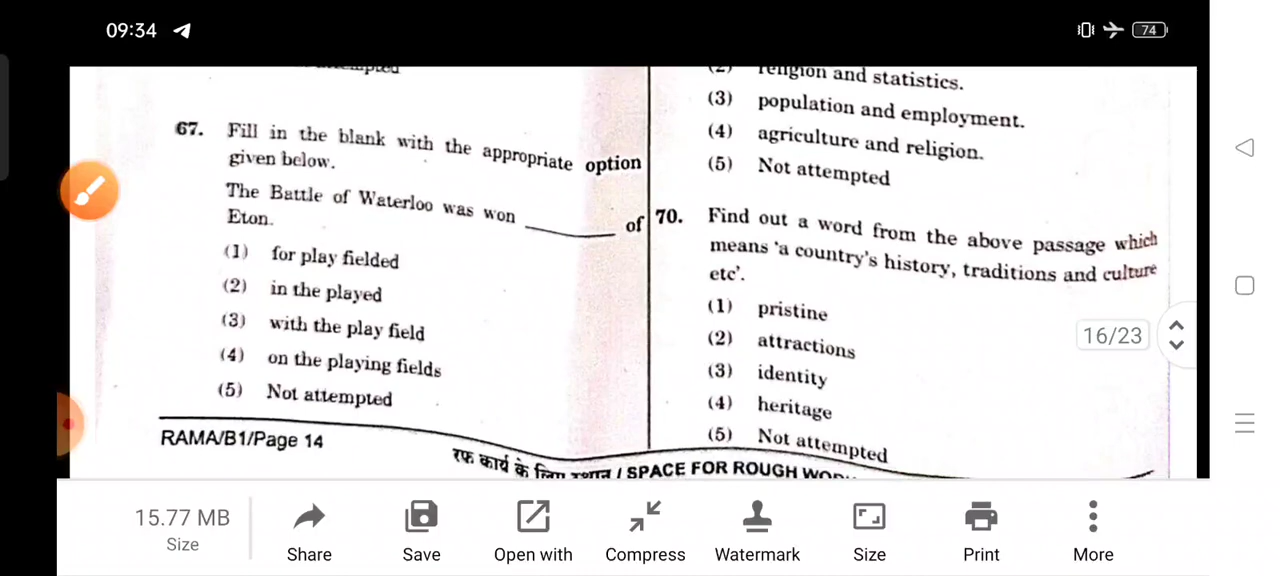 09:34
74
67. Fill in the blank with the appropriate option
given below.
The Battle of Waterloo was won ______ of
Eton.
(1) for play fielded
(2) in the played
(3) with the play field
(4) on the playing fields
(5) Not attempted
RAMA/B1/Page 14
(2) religion and statistics.
(3) population and employment.
(4) agriculture and religion.
(5) Not attempted
70. Find out a word from the above passage which
means 'a country's history, traditions and culture
etc'.
(1) pristine
(2) attractions
(3) identity
(4) heritage
(5) Not attempted
रफ कार्य के लिए स्थान / SPACE FOR ROUGH
16/23
15.77 MB
Size
Share
Save
Open with
Compress
Watermark
Size
Print
More